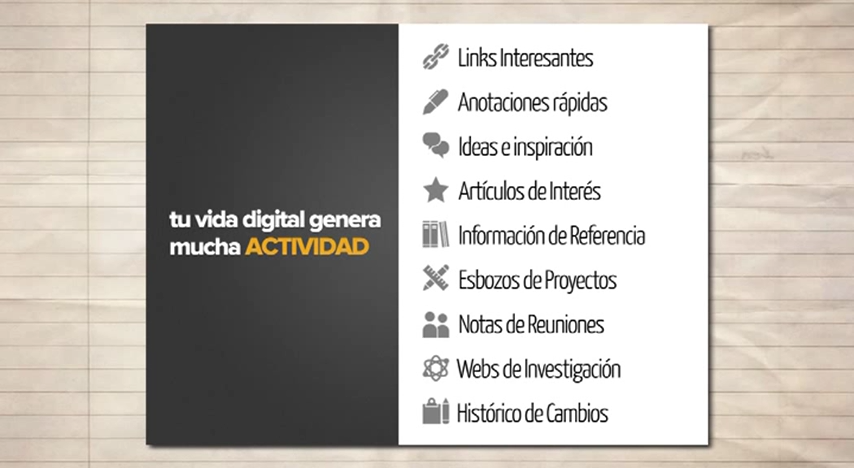 tu vida digital genera
mucha ACTIVIDAD
Links Interesantes
Anotaciones rápidas
Ideas e inspiración
Artículos de Interés
Información de Referencia
Esbozos de Proyectos
Notas de Reuniones
Webs de Investigación
Histórico de Cambios